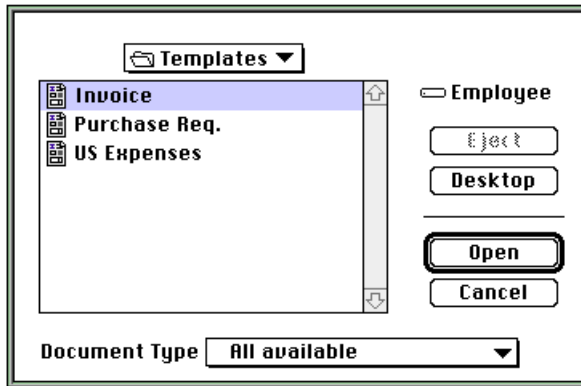 Templates
Invoice
Purchase Req.
US Expenses
Employee
Eject
Desktop
Open
Cancel
Document Type All available